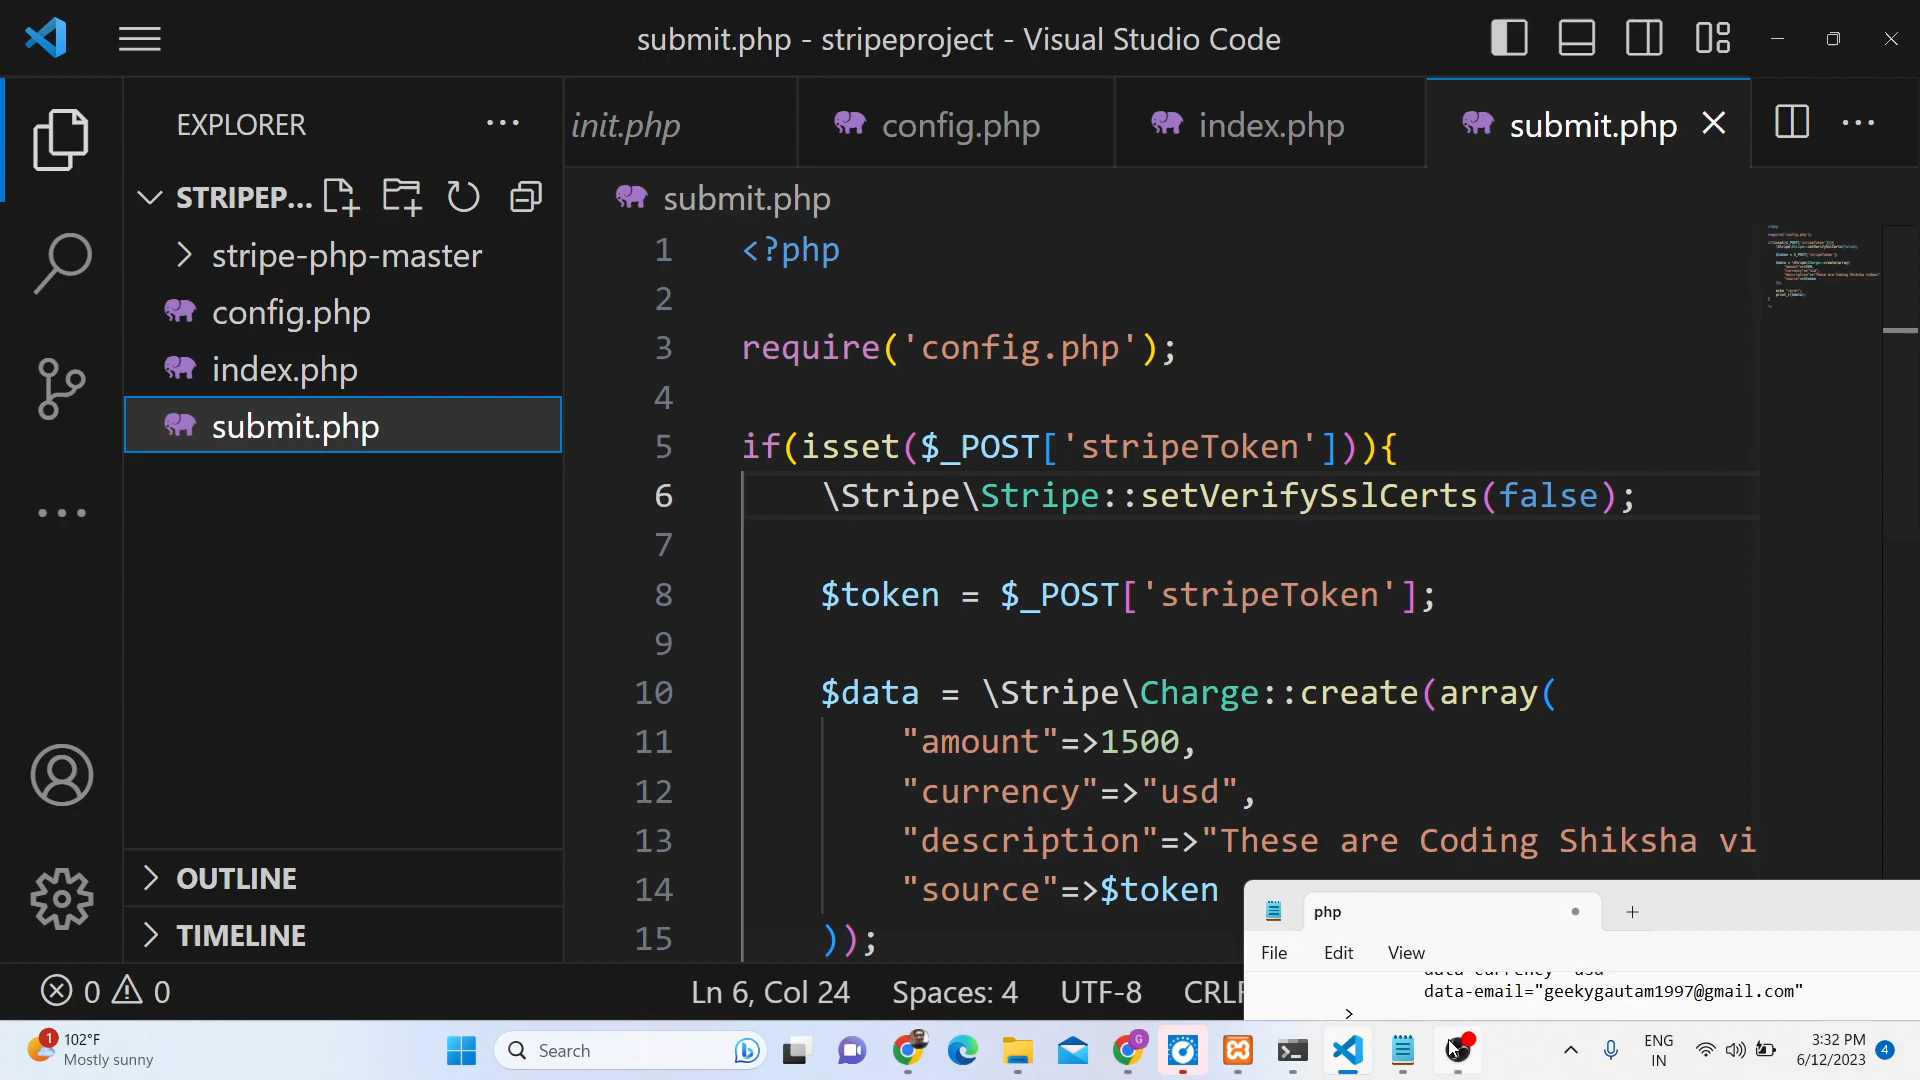 submit.php - stripeproject - Visual Studio Code
EXPLORER
STRIPEP...
stripe-php-master
config.php
index.php
submit.php
OUTLINE
TIMELINE
init.php
config.php
index.php
submit.php
submit.php
1 <?php
2
3 require('config.php');
4
5 if(isset($_POST['stripeToken'])){
6 \Stripe\Stripe::setVerifySslCerts(false);
7
8 $token = $_POST['stripeToken'];
9
10 $data = \Stripe\Charge::create(array(
11 "amount"=>1500,
12 "currency"=>"usd",
13 "description"=>"These are Coding Shiksha vi
14 "source"=>$token
15 ));
0 0
Ln 6, Col 24 Spaces: 4 UTF-8 CRLF
php
File Edit View
data-email="geekygautam1997@gmail.com"
>
1
102°F
Mostly sunny
Search
G
ENG
IN
3:32 PM
6/12/2023
4